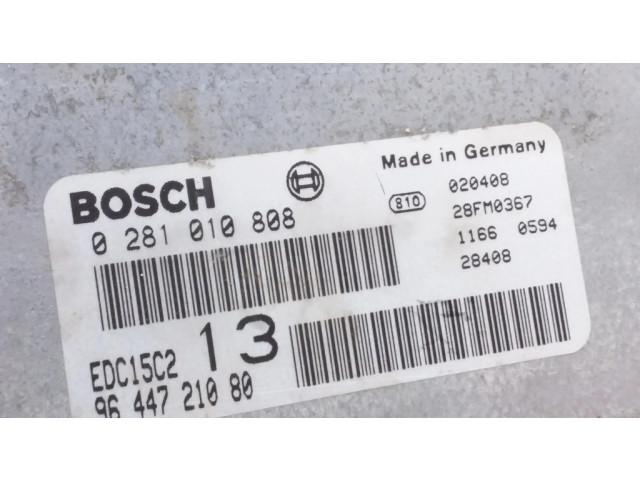 BOSCH
0 281 010 808
Made in Germany
810
020408
28FM0367
1166 0594
28408
EDC15C2 13
96 447 210 80